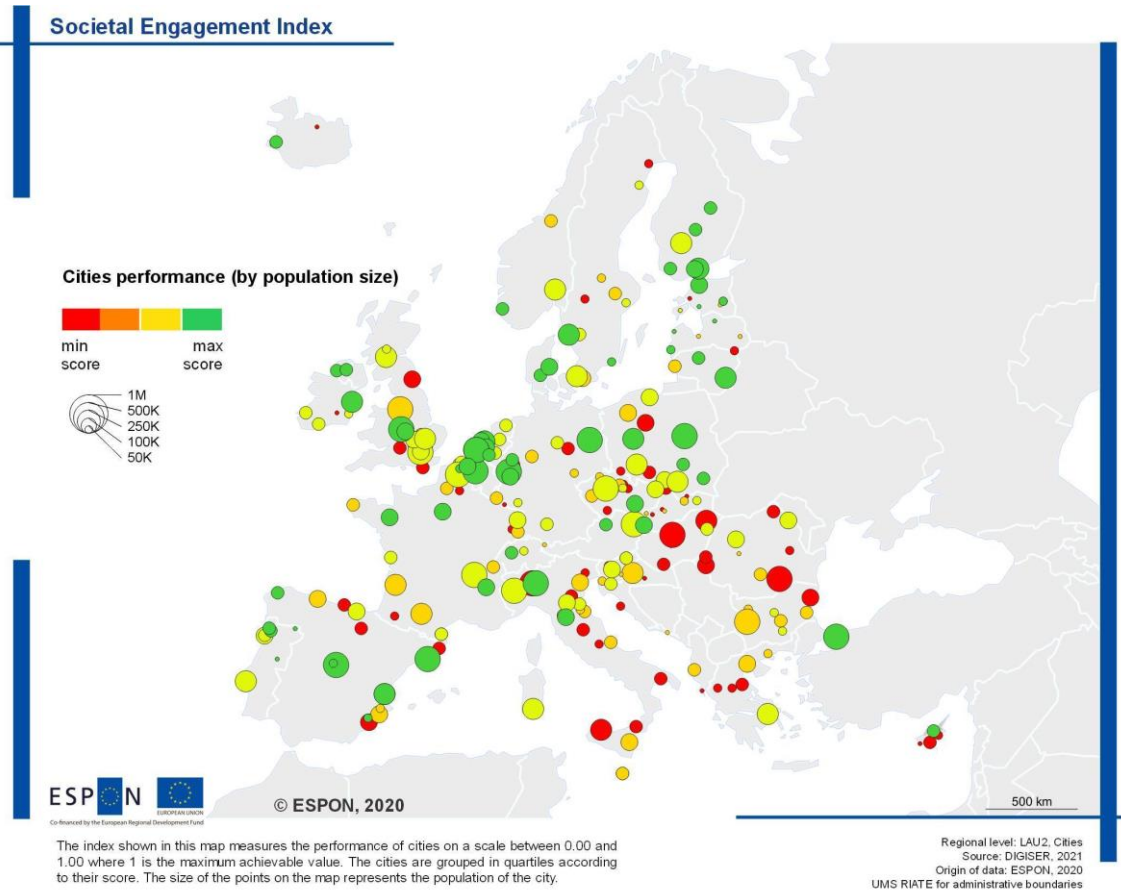 Societal Engagement Index
Cities performance (by population size)
min
score
max
score
1M
500K
250K
100K
50K
ESPON
EUROPEAN UNION
Co-financed by the European Regional Development Fund
© ESPON, 2020
500 km
The index shown in this map measures the performance of cities on a scale between 0.00 and
1.00 where 1 is the maximum achievable value. The cities are grouped in quartiles according
to their score. The size of the points on the map represents the population of the city.
Regional level: LAU2, Cities
Source: DIGISER, 2021
Origin of data: ESPON, 2020
UMS RIATE for administrative boundaries